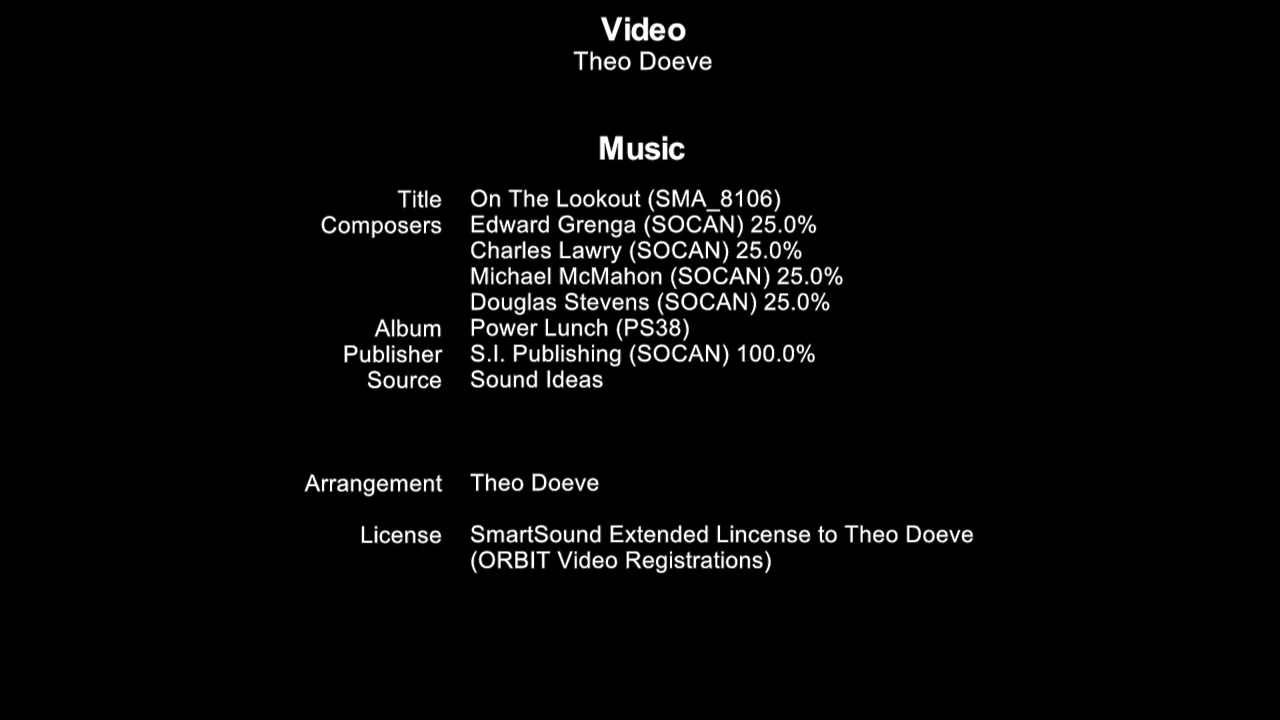 Video
Theo Doeve
Music
Title On The Lookout (SMA_8106)
Composers Edward Grenga (SOCAN) 25.0%
Charles Lawry (SOCAN) 25.0%
Michael McMahon (SOCAN) 25.0%
Douglas Stevens (SOCAN) 25.0%
Album Power Lunch (PS38)
Publisher S.I. Publishing (SOCAN) 100.0%
Source Sound Ideas
Arrangement Theo Doeve
License SmartSound Extended Lincense to Theo Doeve
(ORBIT Video Registrations)